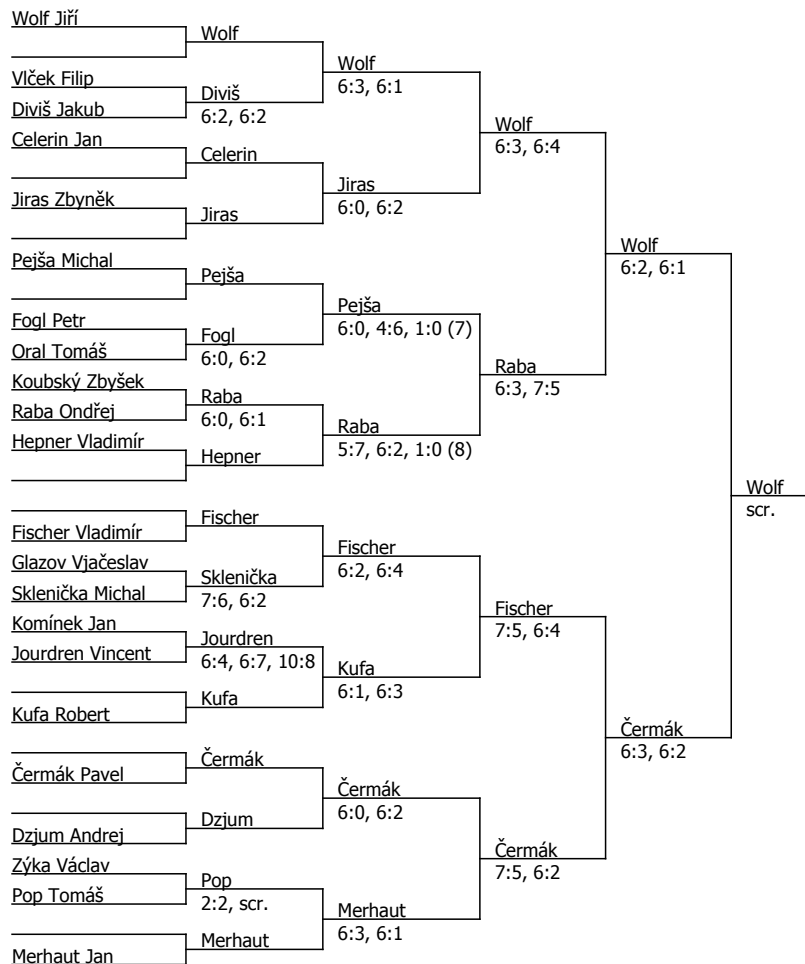 Wolf Jiří
Wolf
Wolf
6:3, 6:1
Vlček Filip
Diviš
6:2, 6:2
Diviš Jakub
Wolf
6:3, 6:4
Celerin Jan
Celerin
Jiras
6:0, 6:2
Jiras Zbyněk
Jiras
Wolf
6:2, 6:1
Pejša Michal
Pejša
Pejša
6:0, 4:6, 1:0 (7)
Fogl Petr
Fogl
6:0, 6:2
Oral Tomáš
Raba
6:3, 7:5
Koubský Zbyšek
Raba
6:0, 6:1
Raba Ondřej
Raba
5:7, 6:2, 1:0 (8)
Hepner Vladimír
Hepner
Wolf
scr.
Fischer
Fischer Vladimír
Fischer
6:2, 6:4
Glazov Vjačeslav
Sklenička
7:6, 6:2
Sklenička Michal
Fischer
7:5, 6:4
Komínek Jan
Jourdren
6:4, 6:7, 10:8
Jourdren Vincent
Kufa
6:1, 6:3
Kufa
Kufa Robert
Čermák
6:3, 6:2
Čermák
Čermák Pavel
Čermák
6:0, 6:2
Dzjum
Dzjum Andrej
Čermák
7:5, 6:2
Zýka Václav
Pop
2:2, scr.
Pop Tomáš
Merhaut
6:3, 6:1
Merhaut
Merhaut Jan